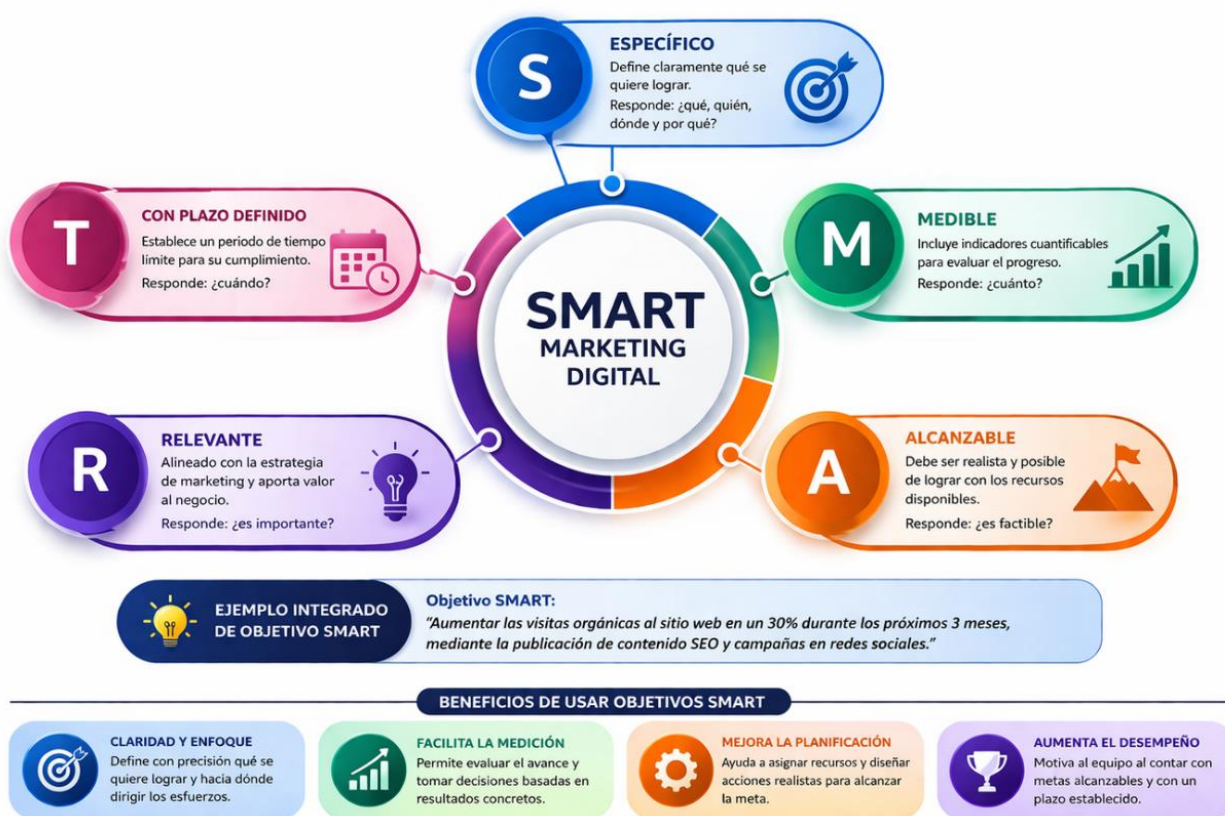 S
ESPECÍFICO
Define claramente qué se
quiere lograr.
Responde: ¿qué, quién,
dónde y por qué?
T
CON PLAZO DEFINIDO
Establece un periodo de tiempo
límite para su cumplimiento.
Responde: ¿cuándo?
M
MEDIBLE
Incluye indicadores cuantificables
para evaluar el progreso.
Responde: ¿cuánto?
SMART
MARKETING
DIGITAL
R
RELEVANTE
Alineado con la estrategia
de marketing y aporta valor
al negocio.
Responde: ¿es importante?
A
ALCANZABLE
Debe ser realista y posible
de lograr con los recursos
disponibles.
Responde: ¿es factible?
EJEMPLO INTEGRADO
DE OBJETIVO SMART
Objetivo SMART:
“Aumentar las visitas orgánicas al sitio web en un 30% durante los próximos 3 meses,
mediante la publicación de contenido SEO y campañas en redes sociales.”
BENEFICIOS DE USAR OBJETIVOS SMART
CLARIDAD Y ENFOQUE
Define con precisión qué se
quiere lograr y hacia dónde
dirigir los esfuerzos.
FACILITA LA MEDICIÓN
Permite evaluar el avance y
tomar decisiones basadas en
resultados concretos.
MEJORA LA PLANIFICACIÓN
Ayuda a asignar recursos y diseñar
acciones realistas para alcanzar
la meta.
AUMENTA EL DESEMPEÑO
Motiva al equipo al contar con
metas alcanzables y con un
plazo establecido.